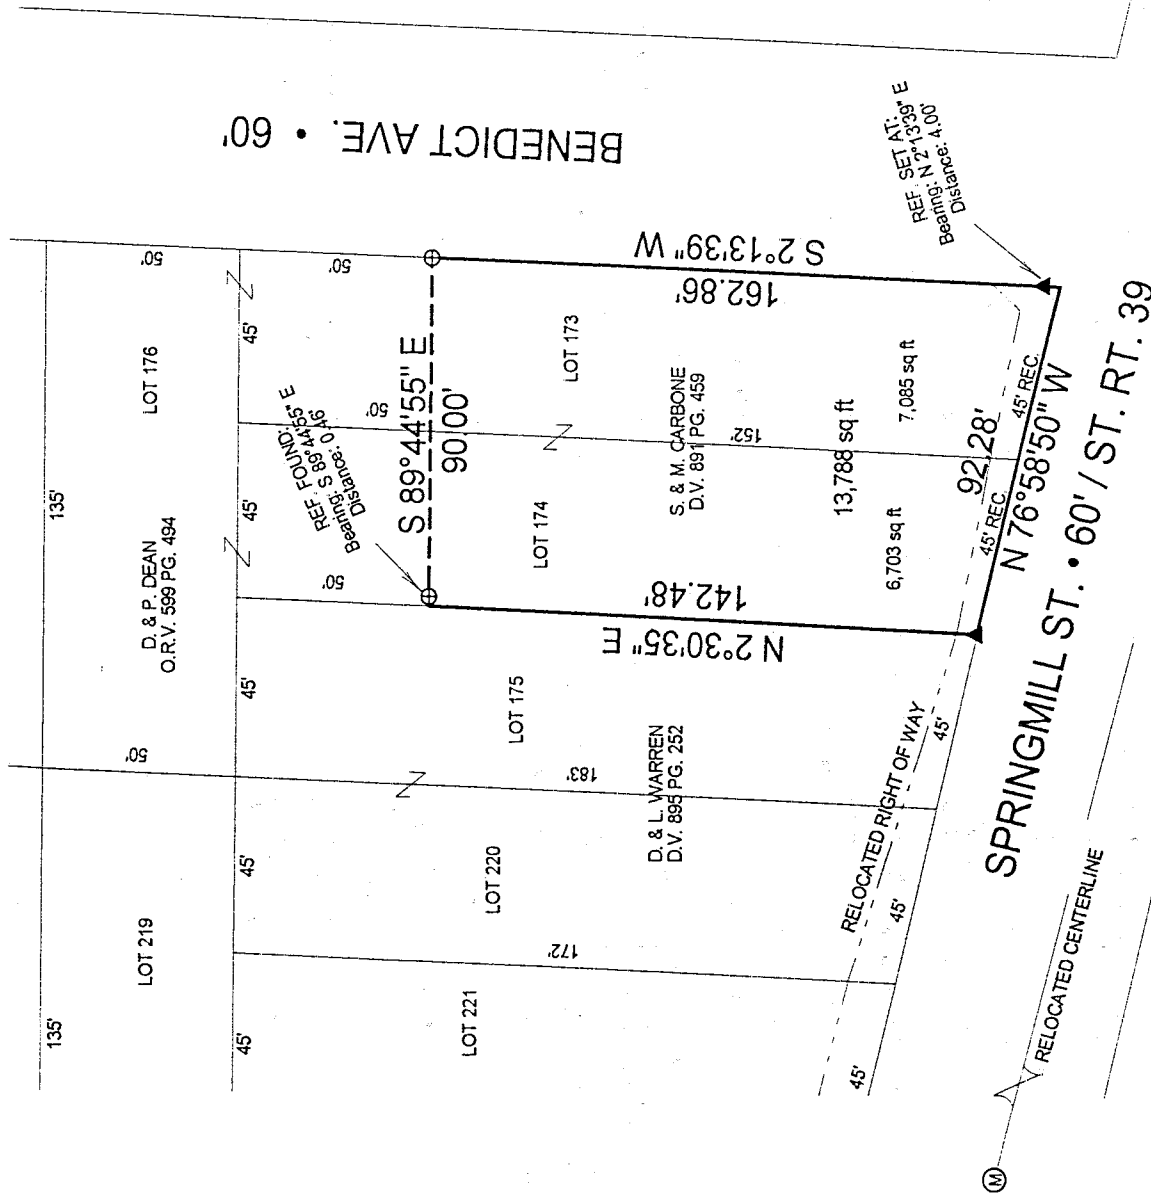 BENEDICT AVE. • 60'
REF. SET AT:
Bearing: N 2°13'39" E
Distance: 4.00'
50'
50'
LOT 176
45'
S 2°13'39" W
162.86'
LOT 173
135'
D. & P. DEAN
O.R.V. 599 PG. 494
45'
50'
REF. FOUND:
Bearing: S 89°44'55" E
Distance: 0.46'
S 89°44'55" E
90.00'
LOT 174
S. & M. CARBONE
D.V. 891 PG. 459
152'
13,788 sq ft
7,085 sq ft
6,703 sq ft
45' REC.
45' REC.
92.28'
N 76°58'50" W
SPRINGMILL ST. • 60' / ST. RT. 39
50'
142.48'
N 2°30'35" E
45'
LOT 175
50'
183'
D. & L. WARREN
D.V. 895 PG. 252
RELOCATED RIGHT OF WAY
45'
45'
LOT 220
LOT 219
172'
45'
135'
45'
LOT 221
45'
RELOCATED CENTERLINE
M